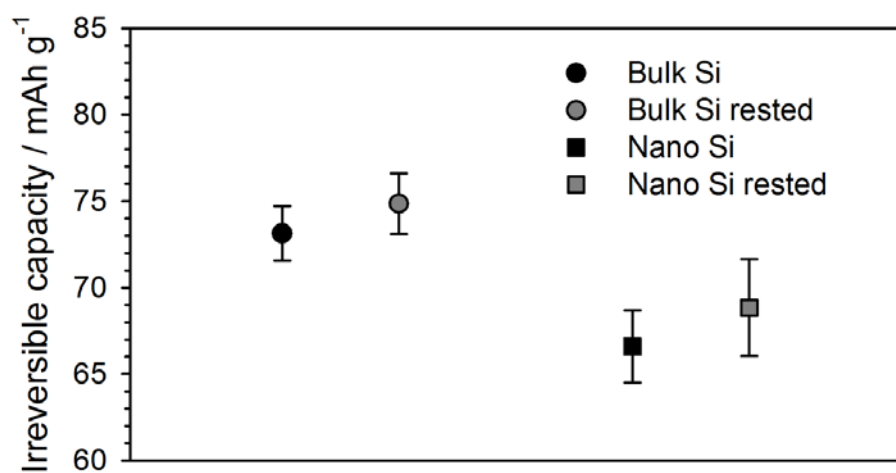 Irreversible capacity / mAh g⁻¹
85
80
75
70
65
60
Bulk Si
Bulk Si rested
Nano Si
Nano Si rested